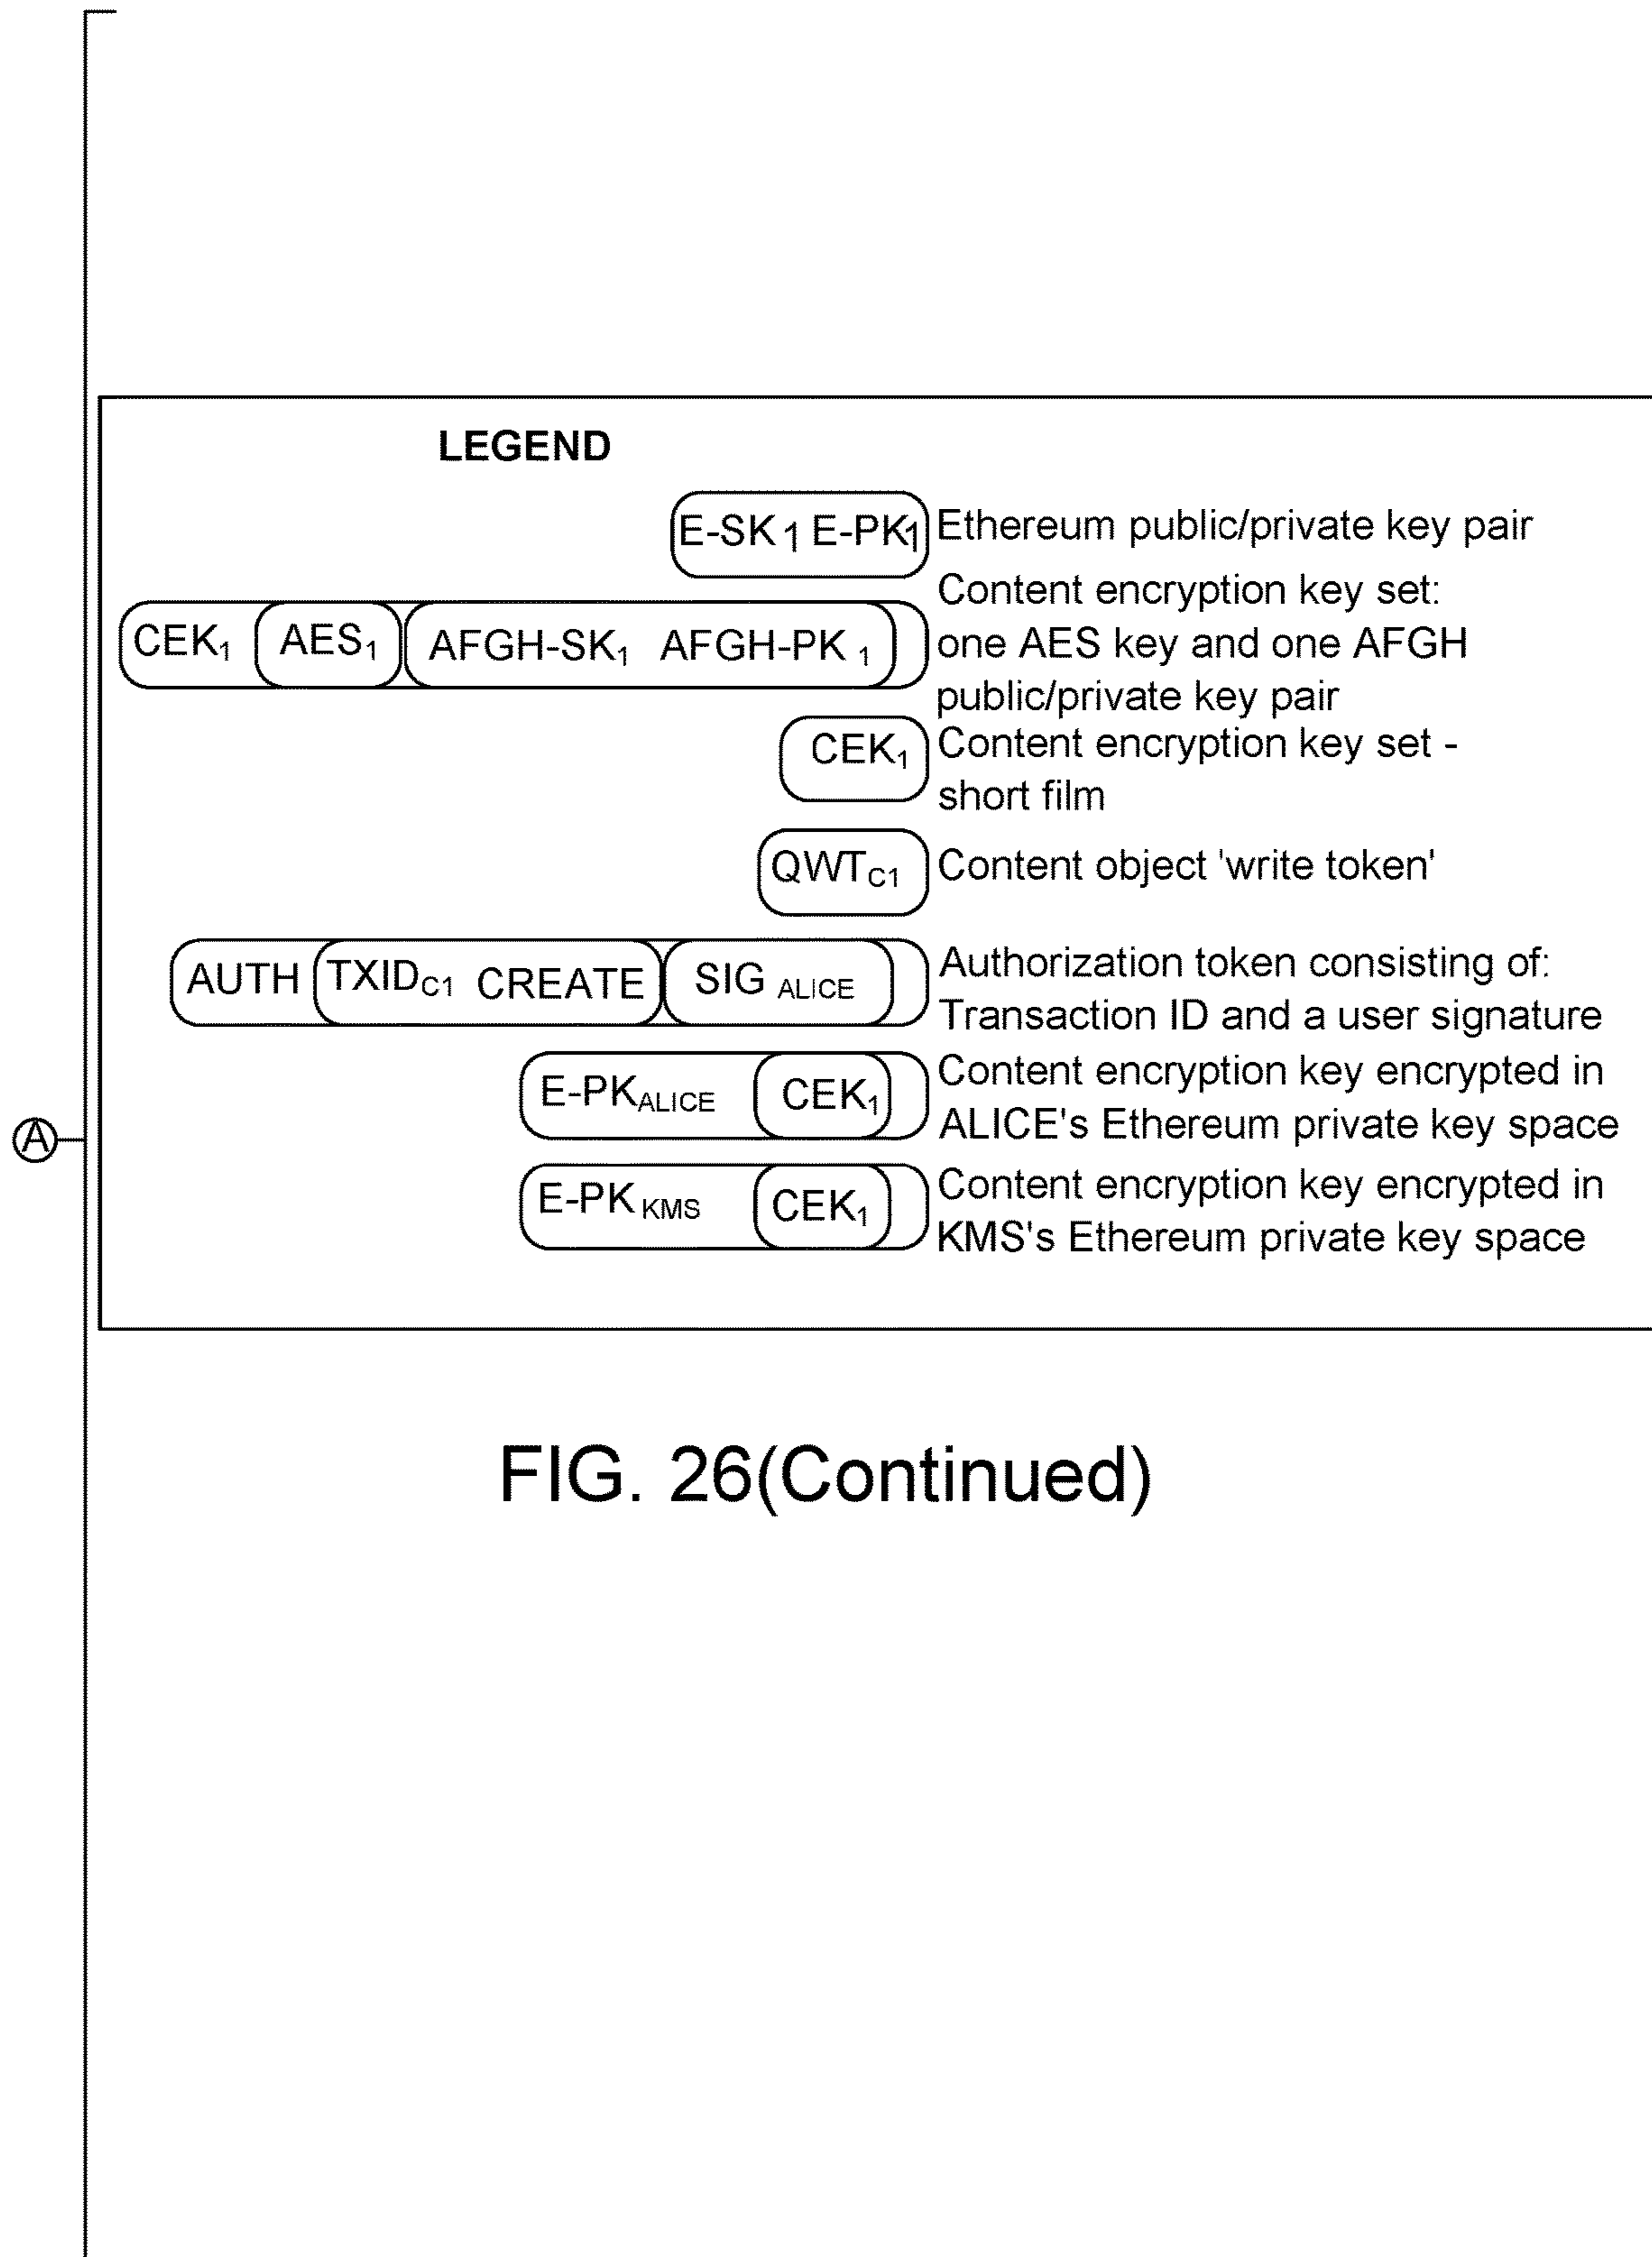 LEGEND
E-SK 1 E-PK1 Ethereum public/private key pair
Content encryption key set:
CEK1 AES1 AFGH-SK1 AFGH-PK 1 one AES key and one AFGH
public/private key pair
CEK1 Content encryption key set -
short film
QWTC1 Content object 'write token'
AUTH TXIDC1 CREATE SIG ALICE Authorization token consisting of:
Transaction ID and a user signature
E-PKALICE CEK1 Content encryption key encrypted in
A ALICE's Ethereum private key space
E-PK KMS CEK1 Content encryption key encrypted in
KMS's Ethereum private key space
FIG. 26(Continued)